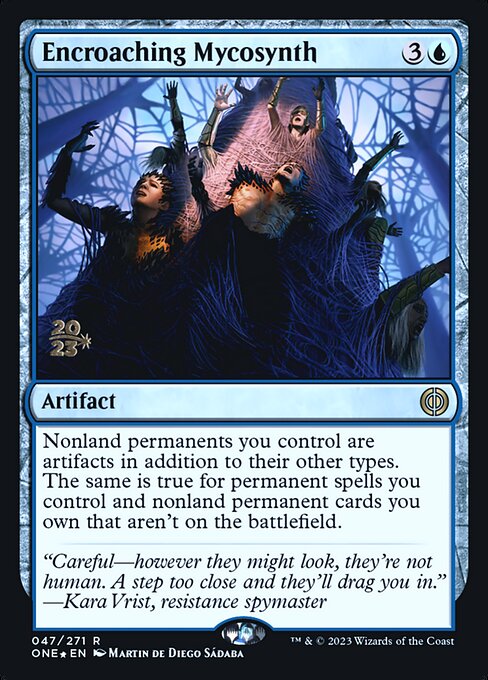 Encroaching Mycosynth 3
20
23
Artifact
Nonland permanents you control are
artifacts in addition to their other types.
The same is true for permanent spells you
control and nonland permanent cards you
own that aren't on the battlefield.
“Careful—however they might look, they're not
human. A step too close and they'll drag you in.”
—Kara Vrist, resistance spymaster
047/271 R
ONE★EN Martin de Diego Sádaba
™ & © 2023 Wizards of the Coast